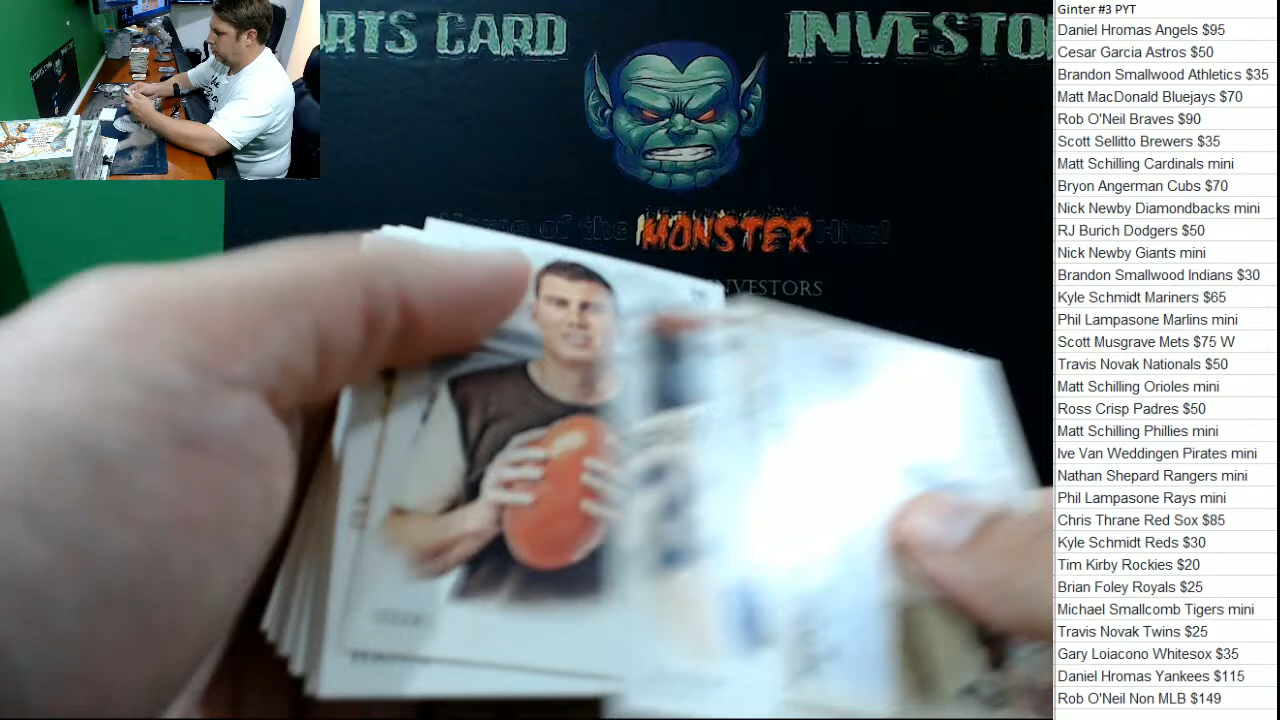 RTS CARD INVESTO
of the MONSTER Hits!
INVESTORS
Ginter #3 PYT
Daniel Hromas Angels $95
Cesar Garcia Astros $50
Brandon Smallwood Athletics $35
Matt MacDonald Bluejays $70
Rob O'Neil Braves $90
Scott Sellitto Brewers $35
Matt Schilling Cardinals mini
Bryon Angerman Cubs $70
Nick Newby Diamondbacks mini
RJ Burich Dodgers $50
Nick Newby Giants mini
Brandon Smallwood Indians $30
Kyle Schmidt Mariners $65
Phil Lampasone Marlins mini
Scott Musgrave Mets $75 W
Travis Novak Nationals $50
Matt Schilling Orioles mini
Ross Crisp Padres $50
Matt Schilling Phillies mini
Ive Van Weddingen Pirates mini
Nathan Shepard Rangers mini
Phil Lampasone Rays mini
Chris Thrane Red Sox $85
Kyle Schmidt Reds $30
Tim Kirby Rockies $20
Brian Foley Royals $25
Michael Smallcomb Tigers mini
Travis Novak Twins $25
Gary Loiacono Whitesox $35
Daniel Hromas Yankees $115
Rob O'Neil Non MLB $149